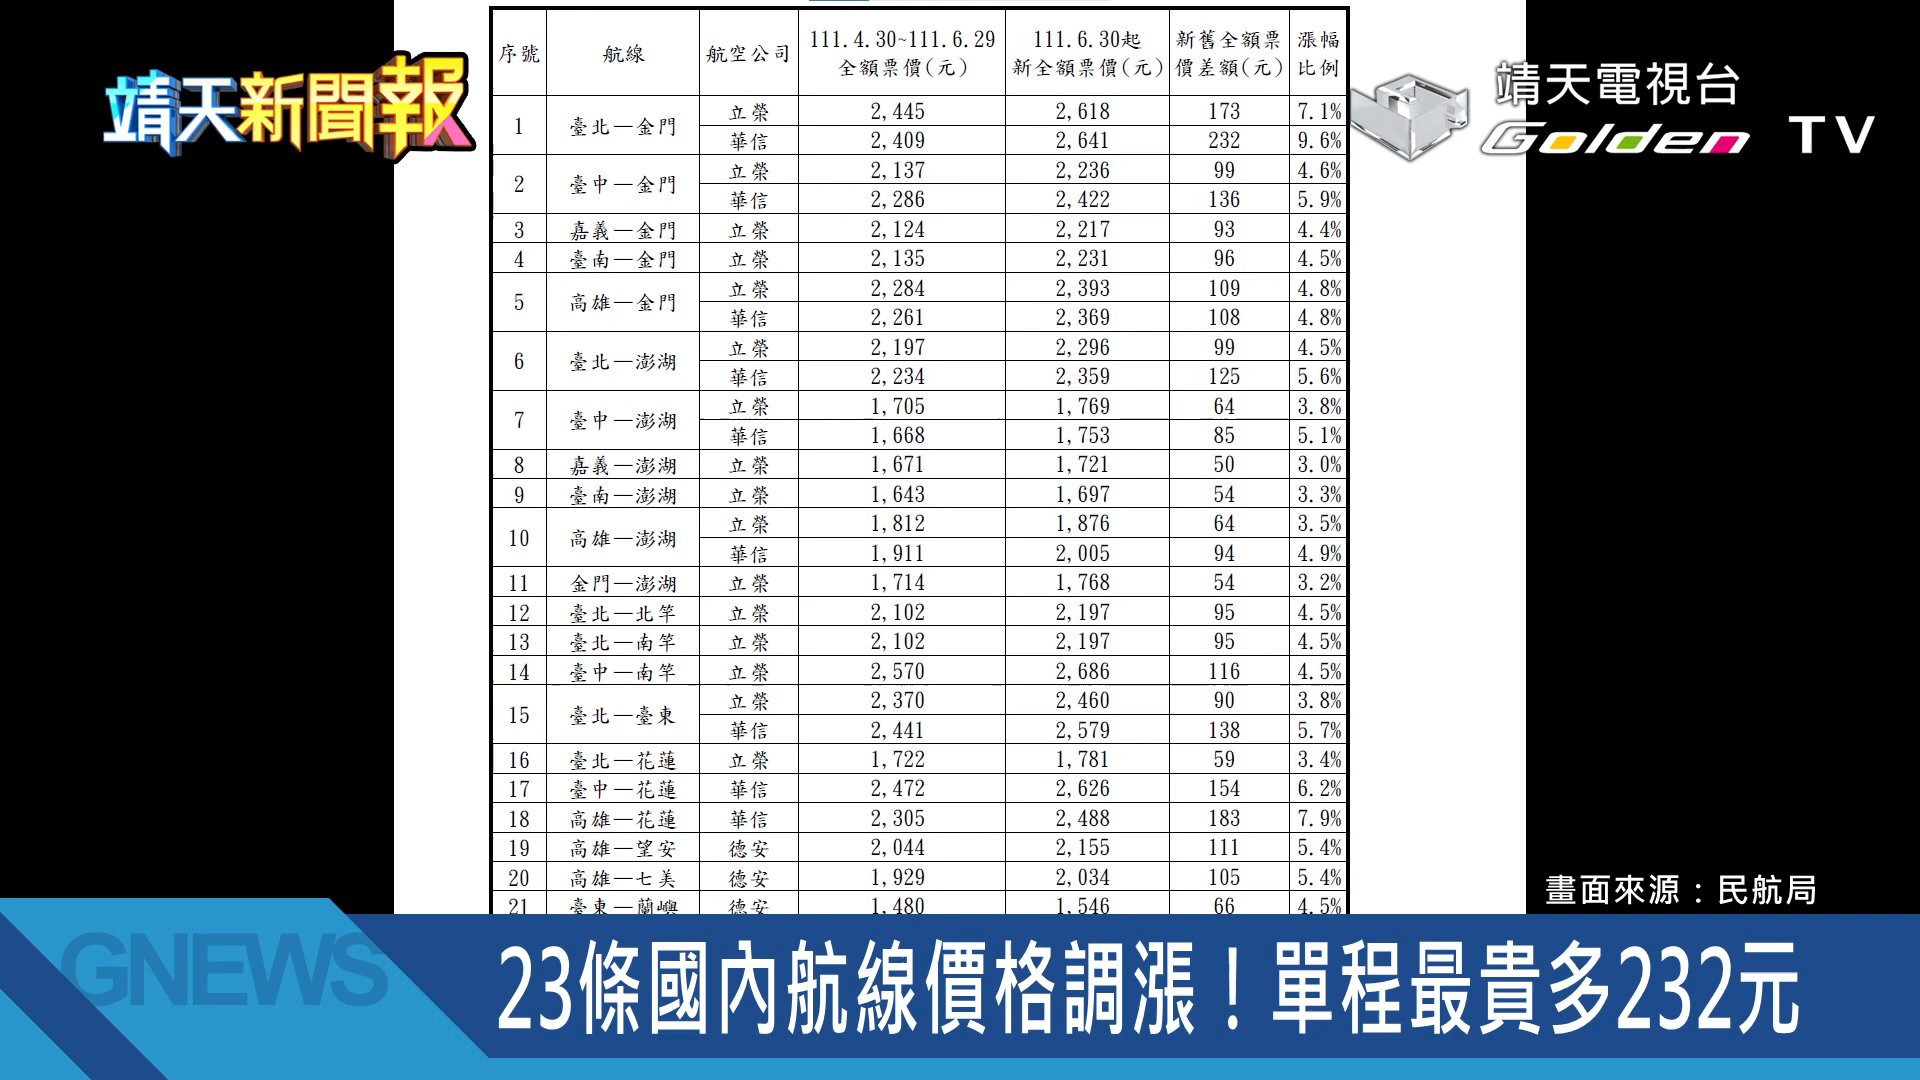 靖天新聞報
靖天電視台
Golden TV
序號 航線 航空公司 111.4.30~111.6.29全額票價(元) 111.6.30起新全額票價(元) 新舊全額票價差額(元) 漲幅比例
1 臺北—金門 立榮 2,445 2,618 173 7.1%
華信 2,409 2,641 232 9.6%
2 臺中—金門 立榮 2,137 2,236 99 4.6%
華信 2,286 2,422 136 5.9%
3 嘉義—金門 立榮 2,124 2,217 93 4.4%
4 臺南—金門 立榮 2,135 2,231 96 4.5%
5 高雄—金門 立榮 2,284 2,393 109 4.8%
華信 2,261 2,369 108 4.8%
6 臺北—澎湖 立榮 2,197 2,296 99 4.5%
華信 2,234 2,359 125 5.6%
7 臺中—澎湖 立榮 1,705 1,769 64 3.8%
華信 1,668 1,753 85 5.1%
8 嘉義—澎湖 立榮 1,671 1,721 50 3.0%
9 臺南—澎湖 立榮 1,643 1,697 54 3.3%
10 高雄—澎湖 立榮 1,812 1,876 64 3.5%
華信 1,911 2,005 94 4.9%
11 金門—澎湖 立榮 1,714 1,768 54 3.2%
12 臺北—北竿 立榮 2,102 2,197 95 4.5%
13 臺北—南竿 立榮 2,102 2,197 95 4.5%
14 臺中—南竿 立榮 2,570 2,686 116 4.5%
15 臺北—臺東 立榮 2,370 2,460 90 3.8%
華信 2,441 2,579 138 5.7%
16 臺北—花蓮 立榮 1,722 1,781 59 3.4%
17 臺中—花蓮 華信 2,472 2,626 154 6.2%
18 高雄—花蓮 華信 2,305 2,488 183 7.9%
19 高雄—望安 德安 2,044 2,155 111 5.4%
20 高雄—七美 德安 1,929 2,034 105 5.4%
21 臺東—蘭嶼 德安 1,480 1,546 66 4.5%
畫面來源：民航局
GNEWS
23條國內航線價格調漲！單程最貴多232元